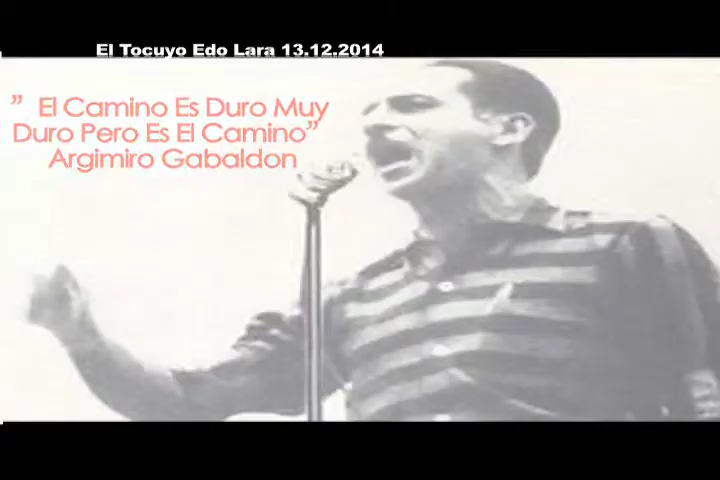 El Tocuyo Edo Lara 13.12.2014
” El Camino Es Duro Muy
Duro Pero Es El Camino”
Argimiro Gabaldon